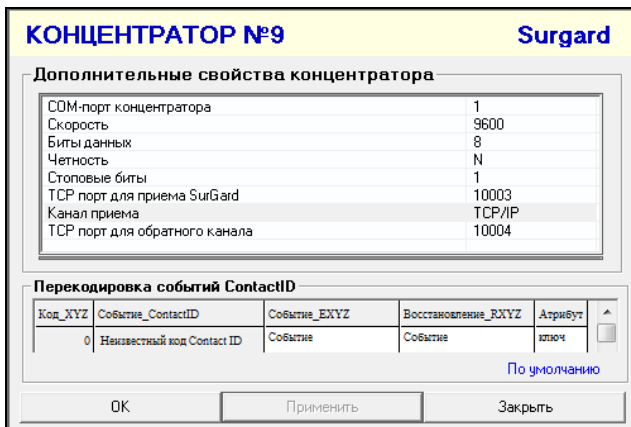 КОНЦЕНТРАТОР №9 Surgard
Дополнительные свойства концентратора
COM-порт концентратора 1
Скорость 9600
Биты данных 8
Четность N
Стоповые биты 1
TCP порт для приема SurGard 10003
Канал приема TCP/IP
TCP порт для обратного канала 10004
Перекодировка событий ContactID
Код_XYZ Событие_ContactID Событие_EXYZ Восстановление_RXYZ Атрибут
0 Неизвестный код Contact ID Событие Событие ключ
По умолчанию
OK Применить Закрыть